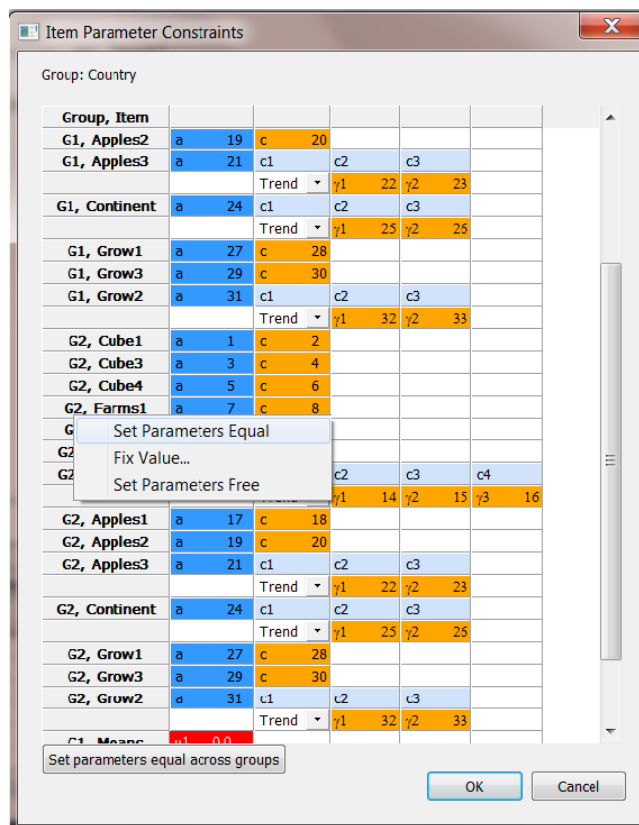 Item Parameter Constraints
Group: Country
Group, Item
G1, Apples2 a 19 c 20
G1, Apples3 a 21 c1 c2 c3
Trend γ1 22 γ2 23
G1, Continent a 24 c1 c2 c3
Trend γ1 25 γ2 26
G1, Grow1 a 27 c 28
G1, Grow3 a 29 c 30
G1, Grow2 a 31 c1 c2 c3
Trend γ1 32 γ2 33
G2, Cube1 a 1 c 2
G2, Cube3 a 3 c 4
G2, Cube4 a 5 c 6
G2, Farms1 a 7 c 8
G
Set Parameters Equal
G2
Fix Value...
G2 c2 c3 c4
Set Parameters Free
γ1 14 γ2 15 γ3 16
G2, Apples1 a 17 c 18
G2, Apples2 a 19 c 20
G2, Apples3 a 21 c1 c2 c3
Trend γ1 22 γ2 23
G2, Continent a 24 c1 c2 c3
Trend γ1 25 γ2 26
G2, Grow1 a 27 c 28
G2, Grow3 a 29 c 30
G2, Grow2 a 31 c1 c2 c3
Trend γ1 32 γ2 33
G1, Means μ1 0.0
Set parameters equal across groups
OK Cancel